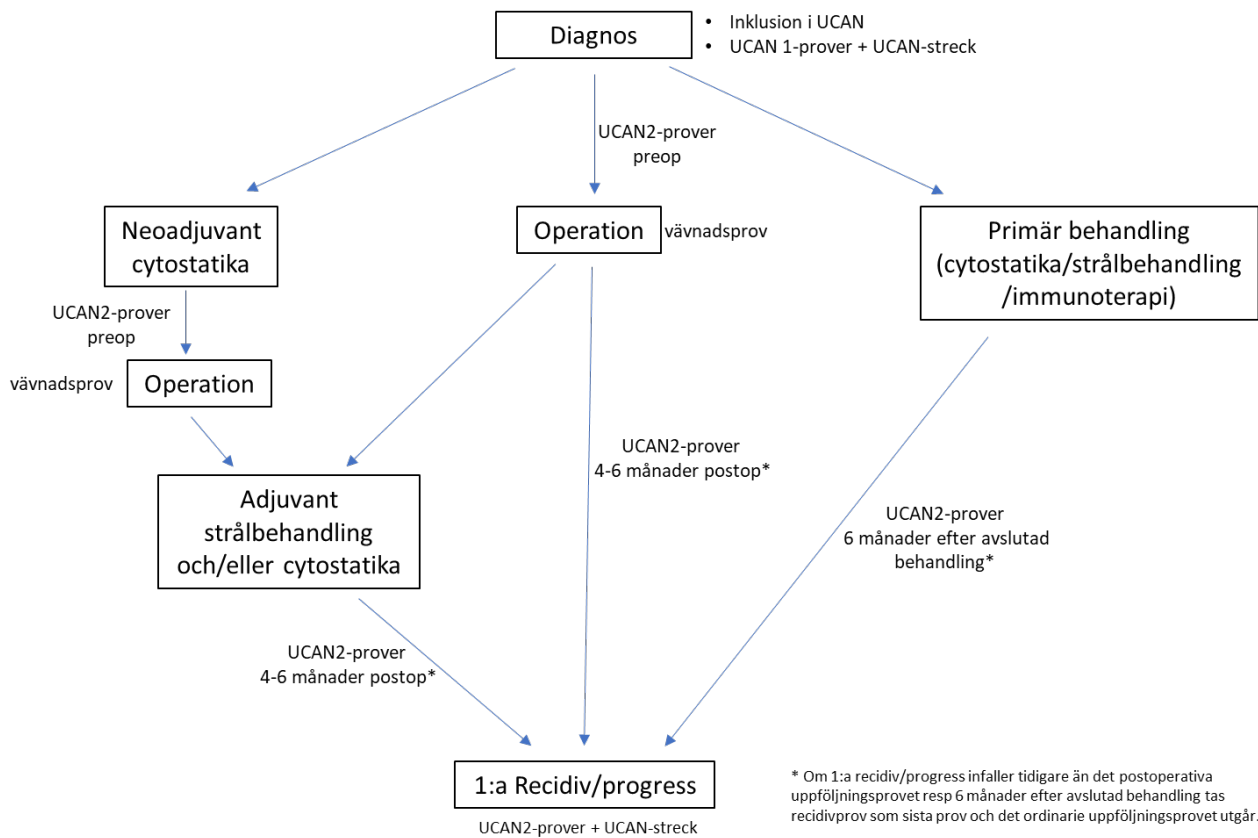 Diagnos
• Inklusion i UCAN
• UCAN 1-prover + UCAN-streck
UCAN2-prover
preop
Neoadjuvant
cytostatika
Operation
vävnadsprov
Primär behandling
(cytostatika/strålbehandling
/immunoterapi)
UCAN2-prover
preop
vävnadsprov
Operation
UCAN2-prover
4-6 månader postop*
Adjuvant
strålbehandling
och/eller cytostatika
UCAN2-prover
6 månader efter avslutad
behandling*
UCAN2-prover
4-6 månader postop*
1:a Recidiv/progress
UCAN2-prover + UCAN-streck
* Om 1:a recidiv/progress infaller tidigare än det postoperativa
uppföljningsprovet resp 6 månader efter avslutad behandling tas
recidivprov som sista prov och det ordinarie uppföljningsprovet utgår.